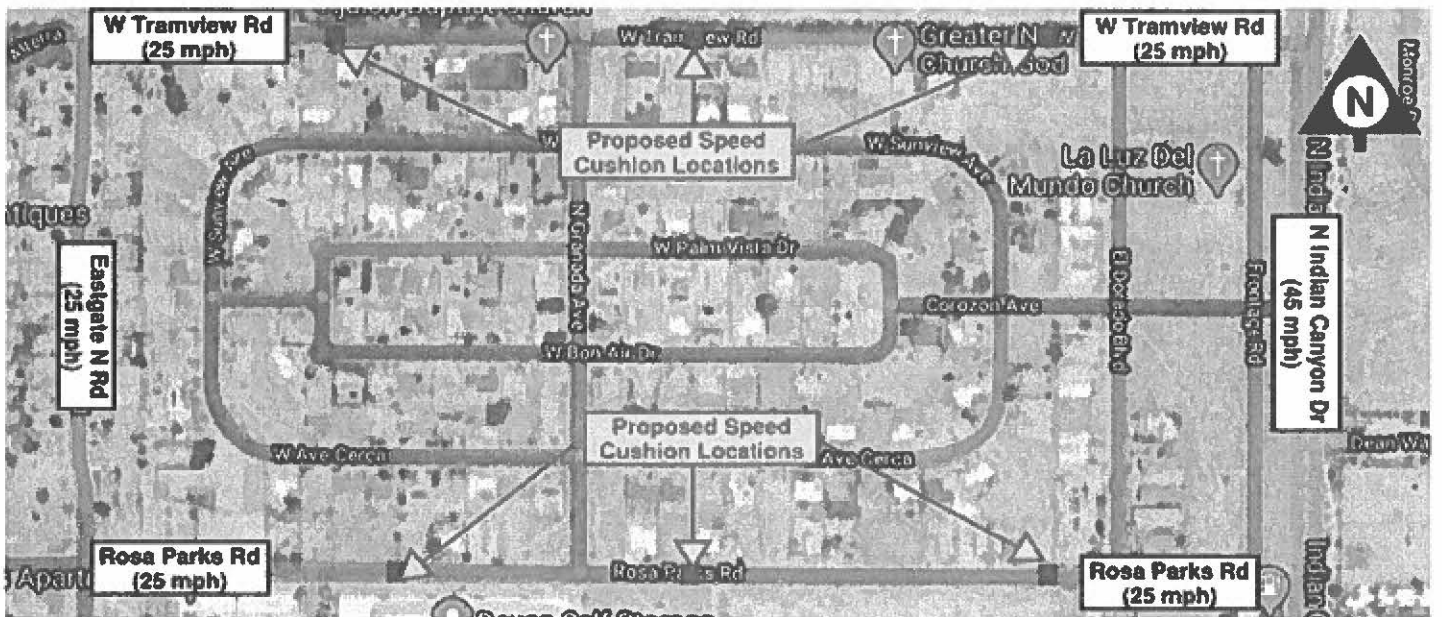 W Tramview Rd
(25 mph)
W Tramview Rd
(25 mph)
Greater N
Church God
N
Monroe
Proposed Speed
Cushion Locations
W Sunview Ave
W Sunview Ave
La Luz Del
Mundo Church
N Granada Ave
W Palm Vista Dr
Eastgate N Rd
(25 mph)
Corozon Ave
El Dorado Blvd
Frontage Rd
N Indian Canyon Dr
(45 mph)
W Bon Air Dr
Proposed Speed
Cushion Locations
W Ave Cerca
Ave Cerca
Rosa Parks Rd
(25 mph)
Rosa Parks Rd
(25 mph)